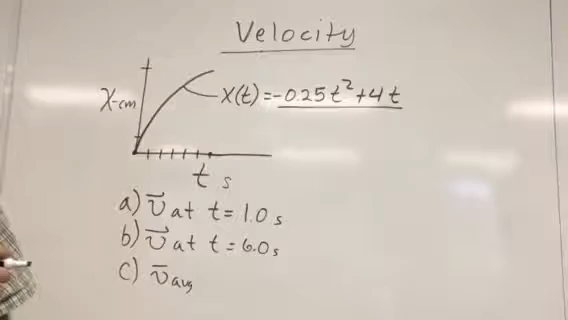 Velocity
x-cm
x(t) = -0.25t² + 4t
t s
a) v⃗ at t = 1.0 s
b) v⃗ at t = 6.0 s
c) v̄ avg